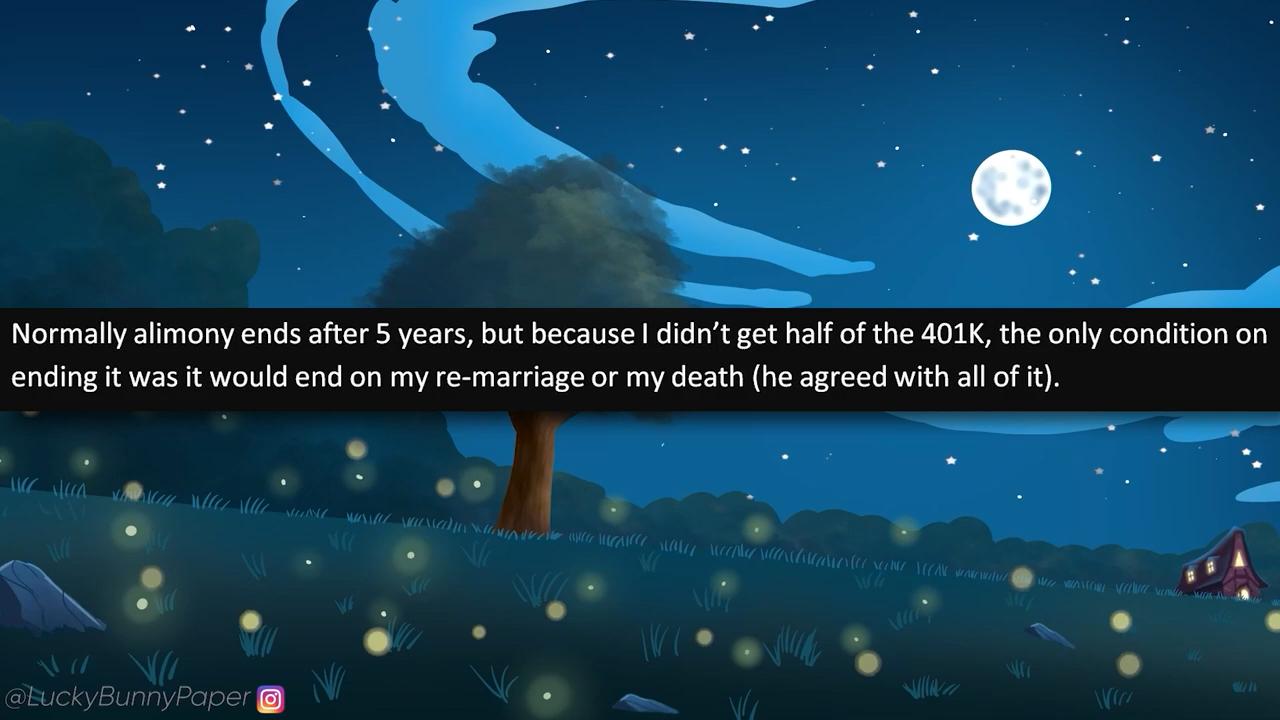 Normally alimony ends after 5 years, but because I didn’t get half of the 401K, the only condition on
ending it was it would end on my re-marriage or my death (he agreed with all of it).
@LuckyBunnyPaper